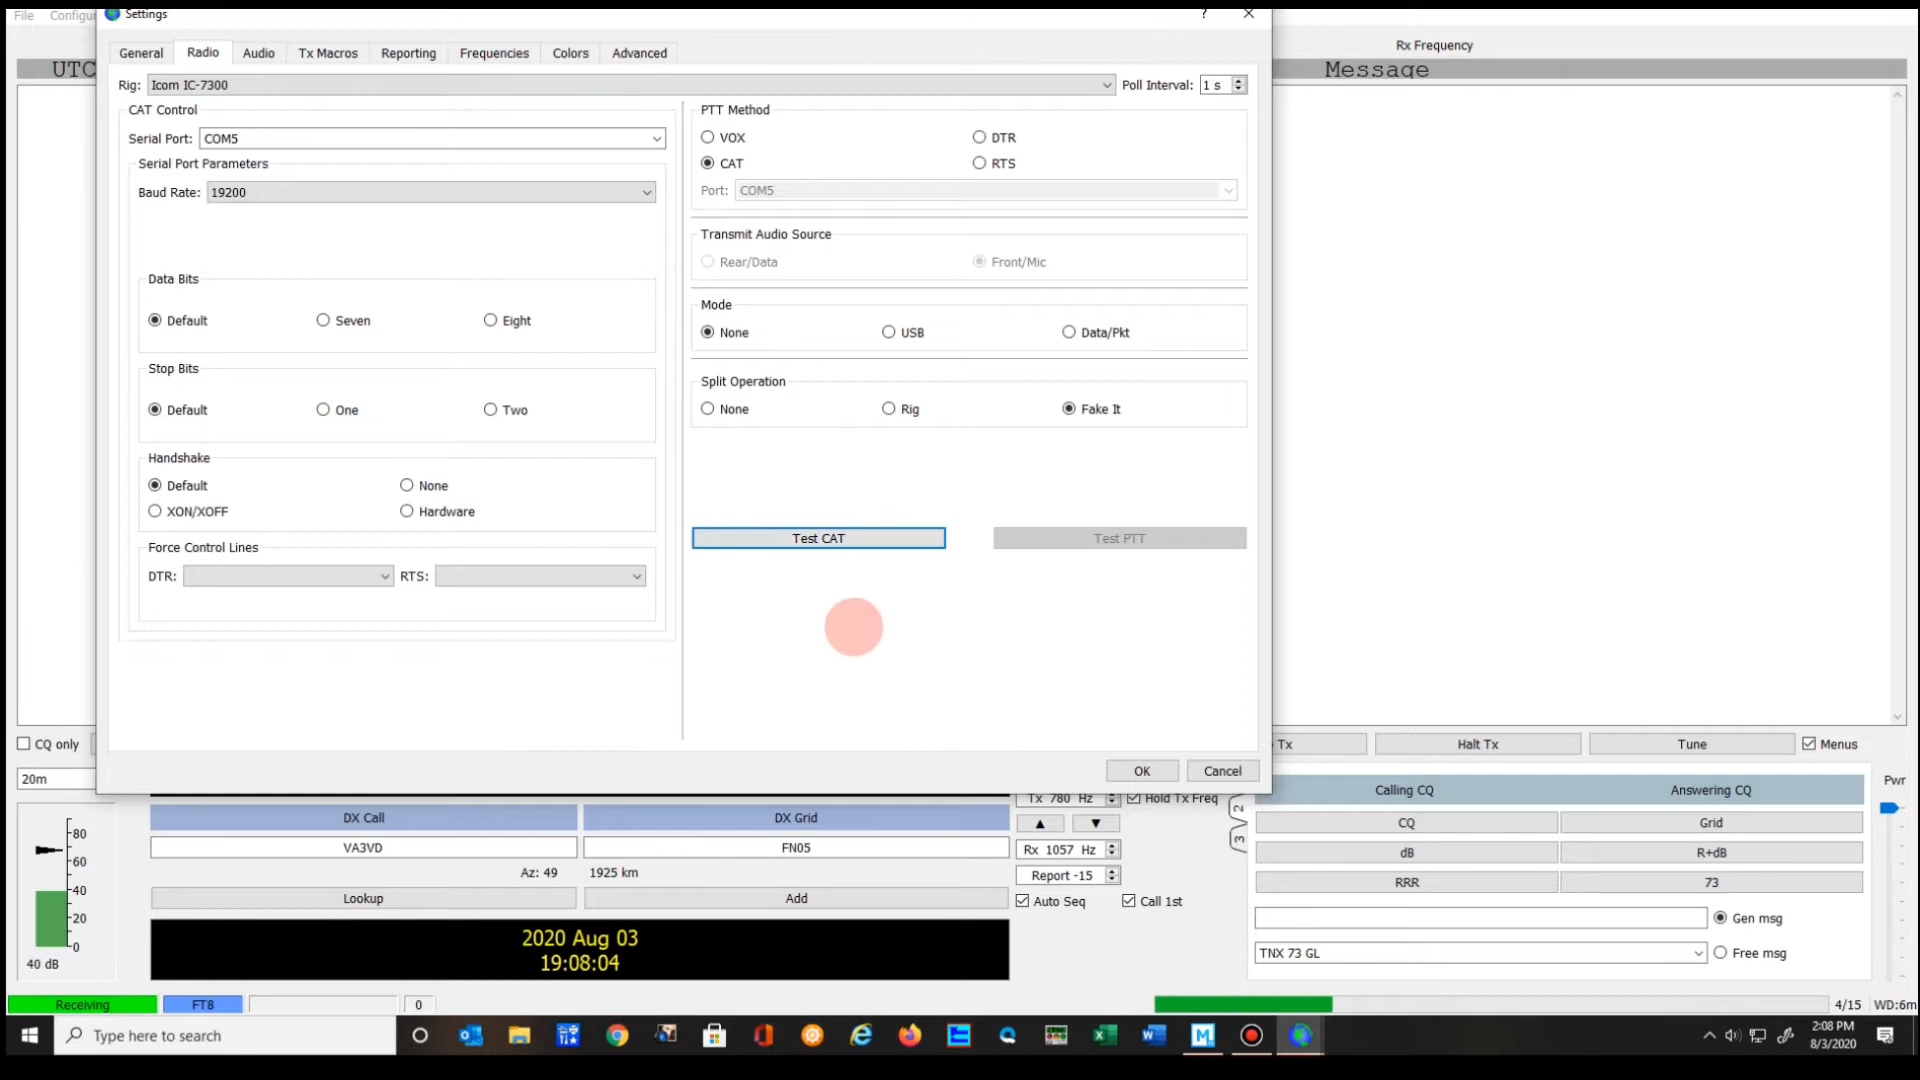 File Configur
Settings
?
General Radio Audio Tx Macros Reporting Frequencies Colors Advanced
Rig: Icom IC-7300 Poll Interval: 1 s
CAT Control
Serial Port: COM5
Serial Port Parameters
Baud Rate: 19200
Data Bits
Default Seven Eight
Stop Bits
Default One Two
Handshake
Default None
XON/XOFF Hardware
Force Control Lines
DTR: RTS:
PTT Method
VOX DTR
CAT RTS
Port: COM5
Transmit Audio Source
Rear/Data Front/Mic
Mode
None USB Data/Pkt
Split Operation
None Rig Fake It
Test CAT Test PTT
OK Cancel
UTC
Rx Frequency
Message
CQ only
Tx Halt Tx Tune Menus
20m
80
60
40
20
0
40 dB
DX Call DX Grid
VA3VD FN05
Az: 49 1925 km
Lookup Add
2020 Aug 03
19:08:04
Tx 780 Hz Hold Tx Freq
▲ ▼
Rx 1057 Hz
Report -15
Auto Seq Call 1st
2
3
Calling CQ Answering CQ
CQ Grid
dB R+dB
RRR 73
Gen msg
TNX 73 GL Free msg
Pwr
Receiving FT8 0 4/15 WD:6m
Type here to search
2:08 PM
8/3/2020